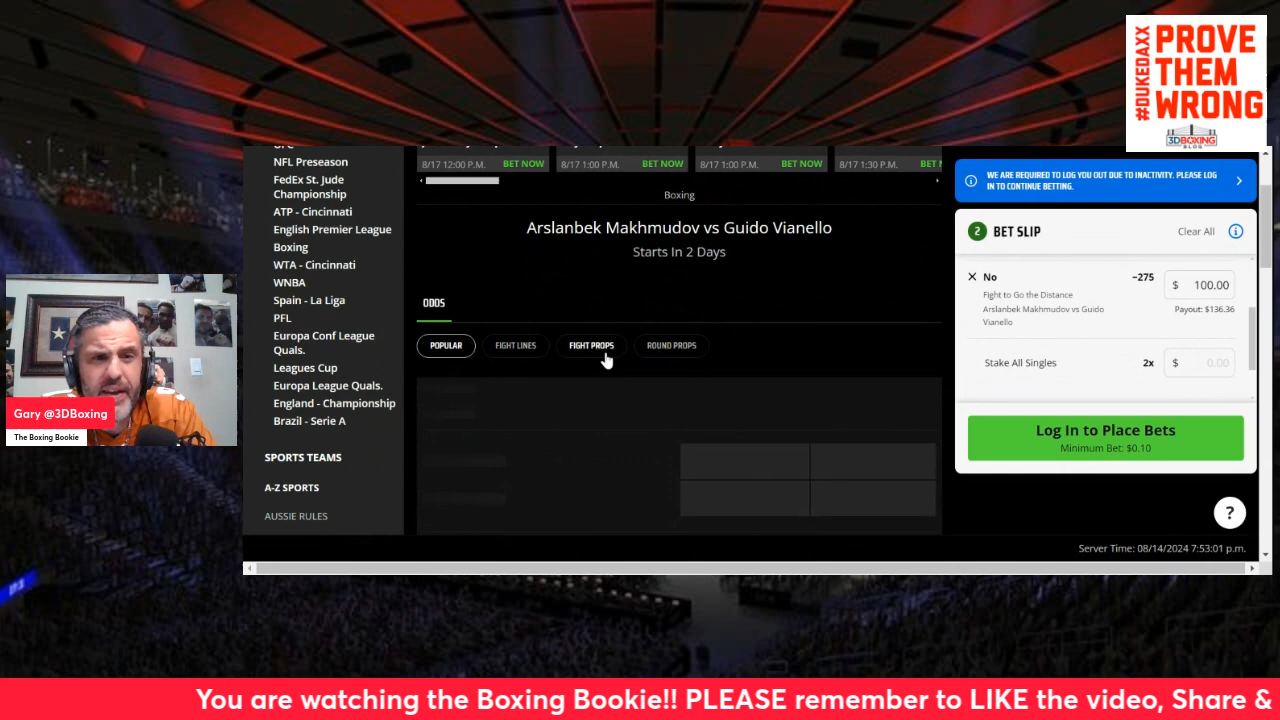 #DUKEDAXX
PROVE
THEM
WRONG
3DBOXING
BLOG
NFL Preseason
FedEx St. Jude
Championship
ATP - Cincinnati
English Premier League
Boxing
WTA - Cincinnati
WNBA
Spain - La Liga
PFL
Europa Conf League
Quals.
Leagues Cup
Europa League Quals.
England - Championship
Brazil - Serie A
SPORTS TEAMS
A-Z SPORTS
AUSSIE RULES
8/17 12:00 P.M. BET NOW
8/17 1:00 P.M. BET NOW
8/17 1:00 P.M. BET NOW
8/17 1:30 P.M. BET
Boxing
Arslanbek Makhmudov vs Guido Vianello
Starts In 2 Days
ODDS
POPULAR
FIGHT LINES
FIGHT PROPS
ROUND PROPS
WE ARE REQUIRED TO LOG YOU OUT DUE TO INACTIVITY. PLEASE LOG
IN TO CONTINUE BETTING.
2 BET SLIP Clear All
No −275 $ 100.00
Fight to Go the Distance
Arslanbek Makhmudov vs Guido
Vianello
Payout: $136.36
Stake All Singles 2x $ 0.00
Log In to Place Bets
Minimum Bet: $0.10
?
Server Time: 08/14/2024 7:53:01 p.m.
Gary @3DBoxing
The Boxing Bookie
You are watching the Boxing Bookie!! PLEASE remember to LIKE the video, Share &